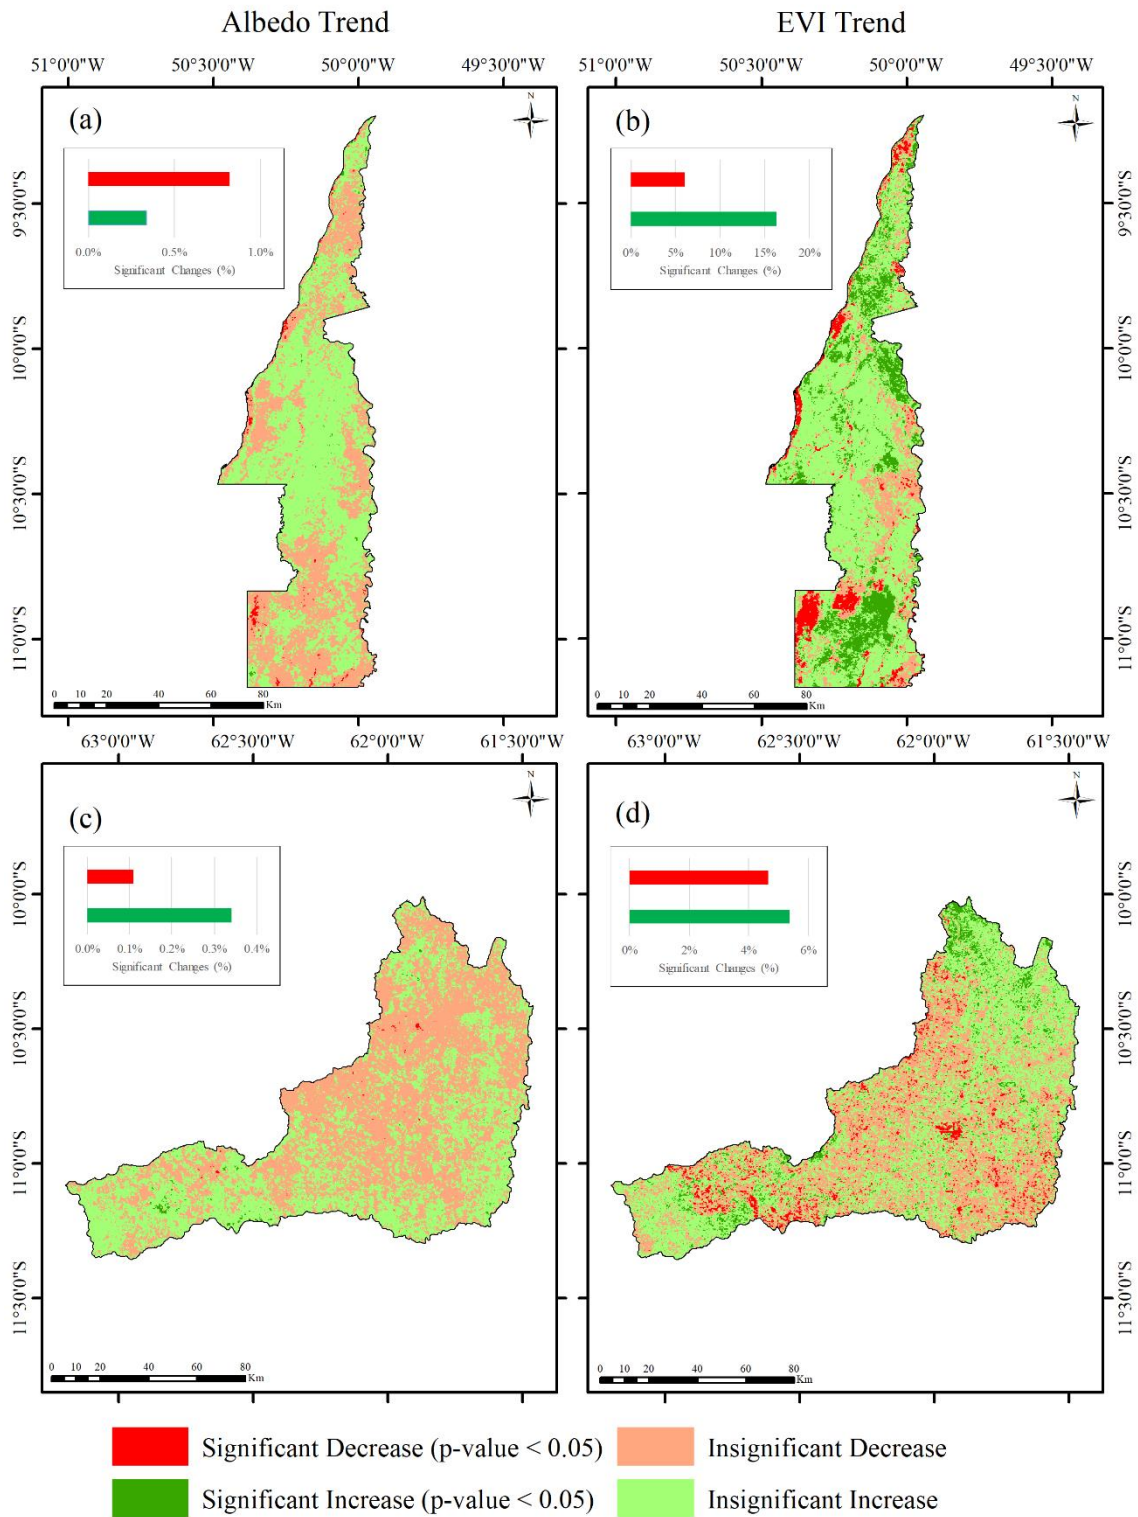 Albedo Trend
EVI Trend
51°0'0"W 50°30'0"W 50°0'0"W 49°30'0"W
51°0'0"W 50°30'0"W 50°0'0"W 49°30'0"W
(a)
N
0.0% 0.5% 1.0%
Significant Changes (%)
9°30'0"S
10°0'0"S
10°30'0"S
11°0'0"S
0 10 20 40 60 80
Km
(b)
N
0% 5% 10% 15% 20%
Significant Changes (%)
9°30'0"S
10°0'0"S
10°30'0"S
11°0'0"S
0 10 20 40 60 80
Km
63°0'0"W 62°30'0"W 62°0'0"W 61°30'0"W
63°0'0"W 62°30'0"W 62°0'0"W 61°30'0"W
(c)
N
0.0% 0.1% 0.2% 0.3% 0.4%
Significant Changes (%)
10°0'0"S
10°30'0"S
11°0'0"S
11°30'0"S
0 10 20 40 60 80
Km
(d)
N
0% 2% 4% 6%
Significant Changes (%)
10°0'0"S
10°30'0"S
11°0'0"S
11°30'0"S
0 10 20 40 60 80
Km
Significant Decrease (p-value < 0.05)
Insignificant Decrease
Significant Increase (p-value < 0.05)
Insignificant Increase